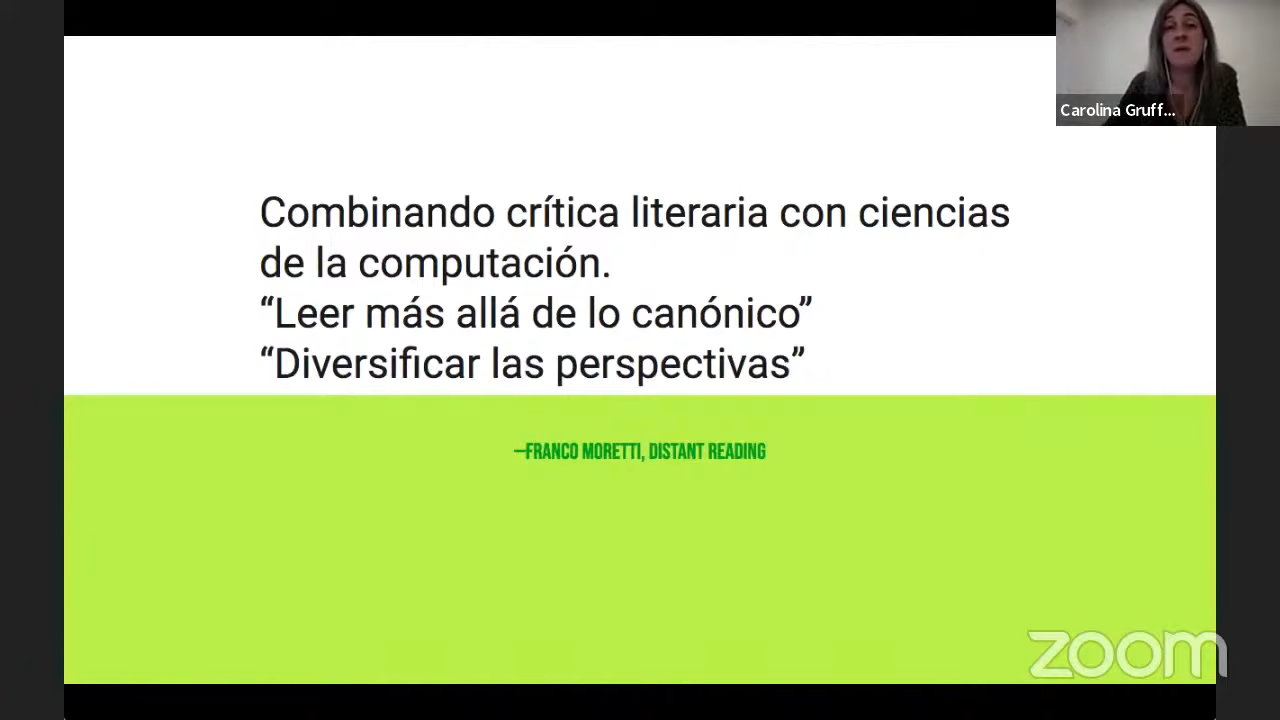 Carolina Gruff...
Combinando crítica literaria con ciencias
de la computación.
“Leer más allá de lo canónico”
“Diversificar las perspectivas”
—FRANCO MORETTI, DISTANT READING
zoom